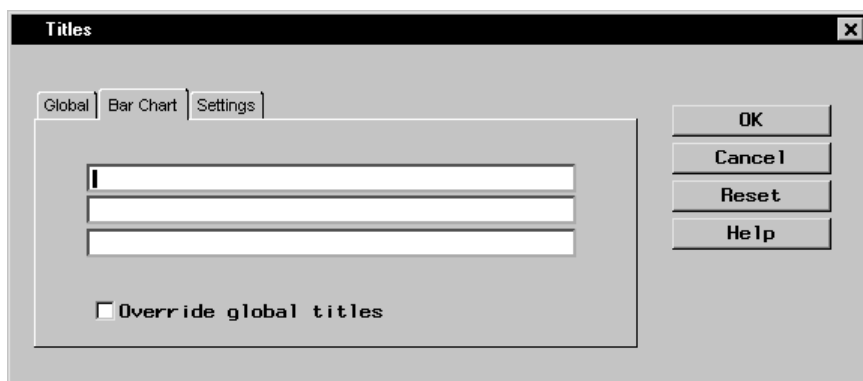 Titles
Global Bar Chart Settings
OK
Cancel
Reset
Help
Override global titles